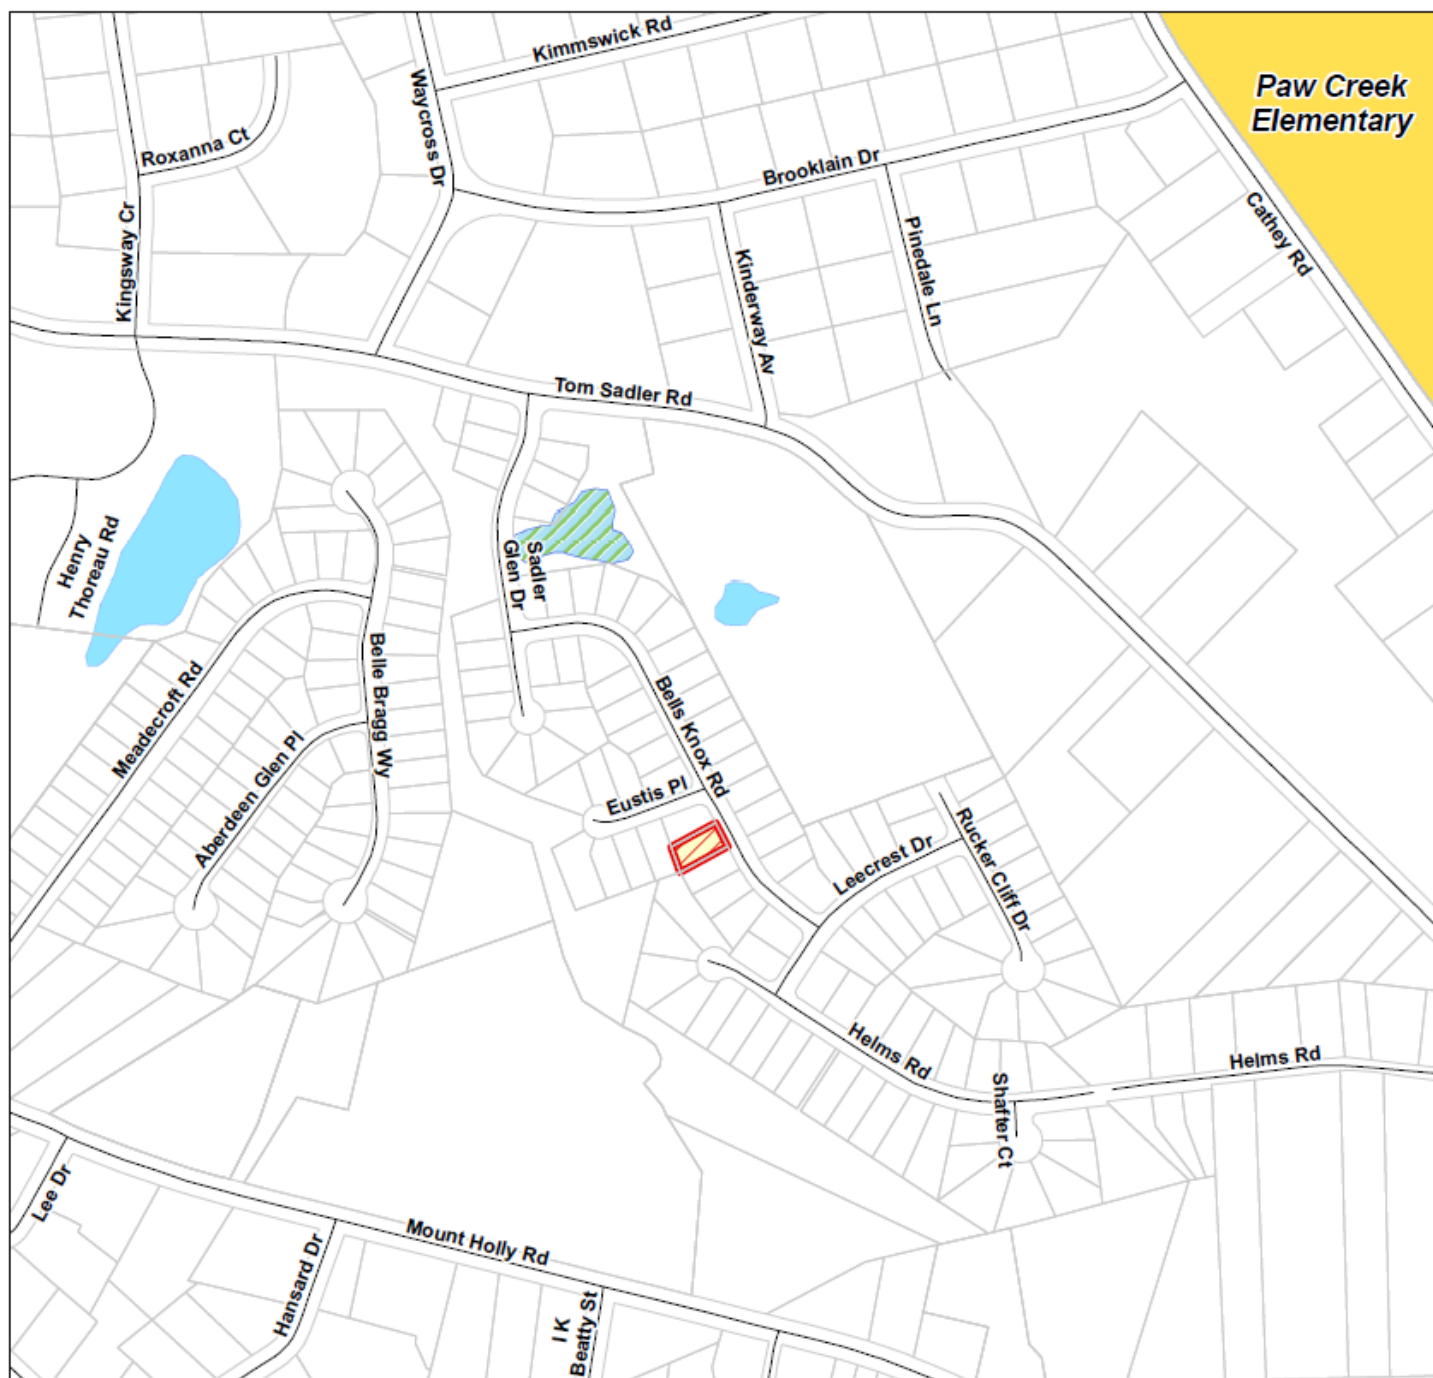 Kimmswick Rd
Paw Creek
Elementary
Waycross Dr
Roxanna Ct
Brooklain Dr
Cathey Rd
Kingsway Cr
Pinedale Ln
Kinderway Av
Tom Sadler Rd
Henry
Thoreau Rd
Sadler
Glen Dr
Belle Bragg Wy
Meadecroft Rd
Bells Knox Rd
Aberdeen Glen Pl
Eustis Pl
Rucker Cliff Dr
Leecrest Dr
Helms Rd
Helms Rd
Shafter Ct
Lee Dr
Mount Holly Rd
Hansard Dr
I K
Beatty St